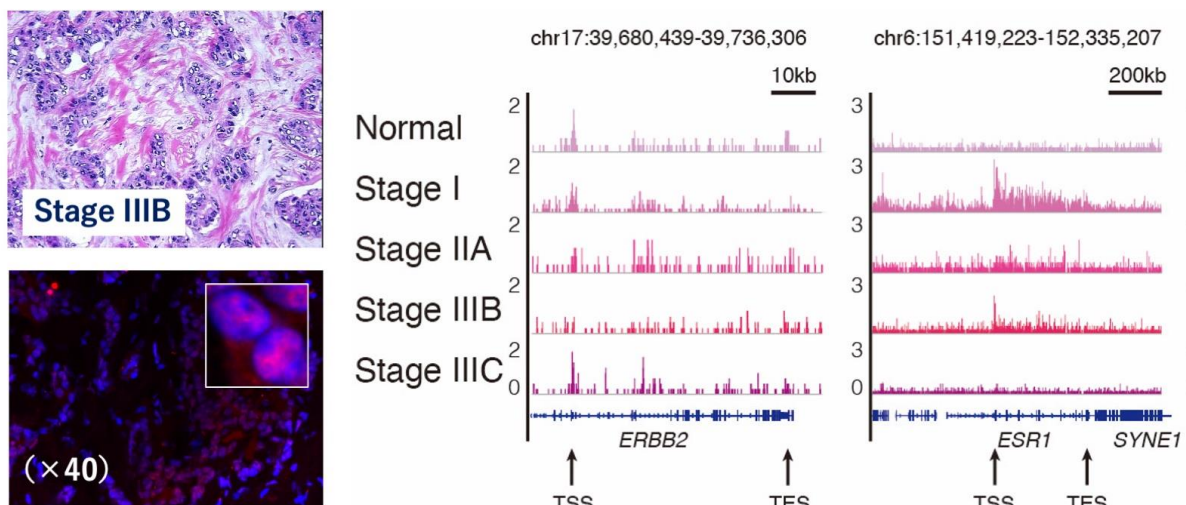 Stage IIIB
(×40)
chr17:39,680,439-39,736,306
chr6:151,419,223-152,335,207
10kb
200kb
Normal
2
3
Stage I
2
3
Stage IIA
2
3
Stage IIIB
2
3
Stage IIIC
2
3
0
0
ERBB2
ESR1
SYNE1
TSS
TES
TSS
TES